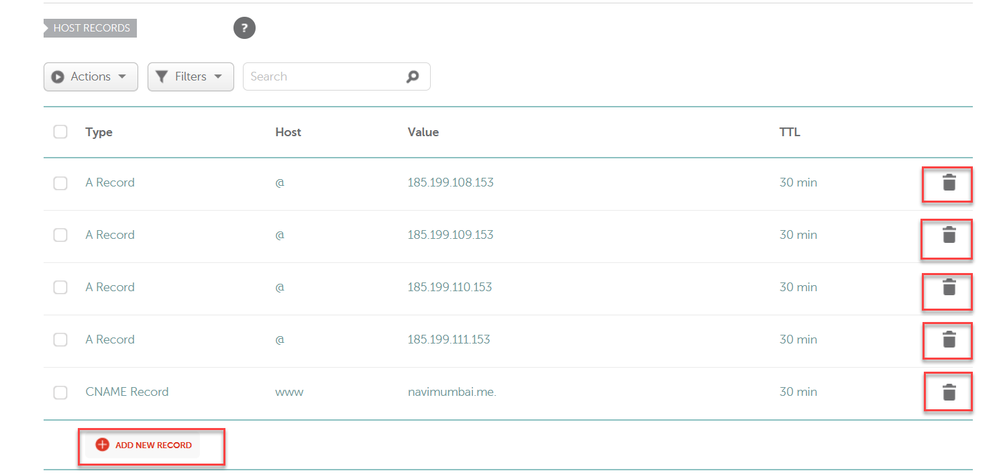 HOST RECORDS ?
Actions Filters Search
Type Host Value TTL
A Record @ 185.199.108.153 30 min
A Record @ 185.199.109.153 30 min
A Record @ 185.199.110.153 30 min
A Record @ 185.199.111.153 30 min
CNAME Record www navimumbai.me. 30 min
ADD NEW RECORD